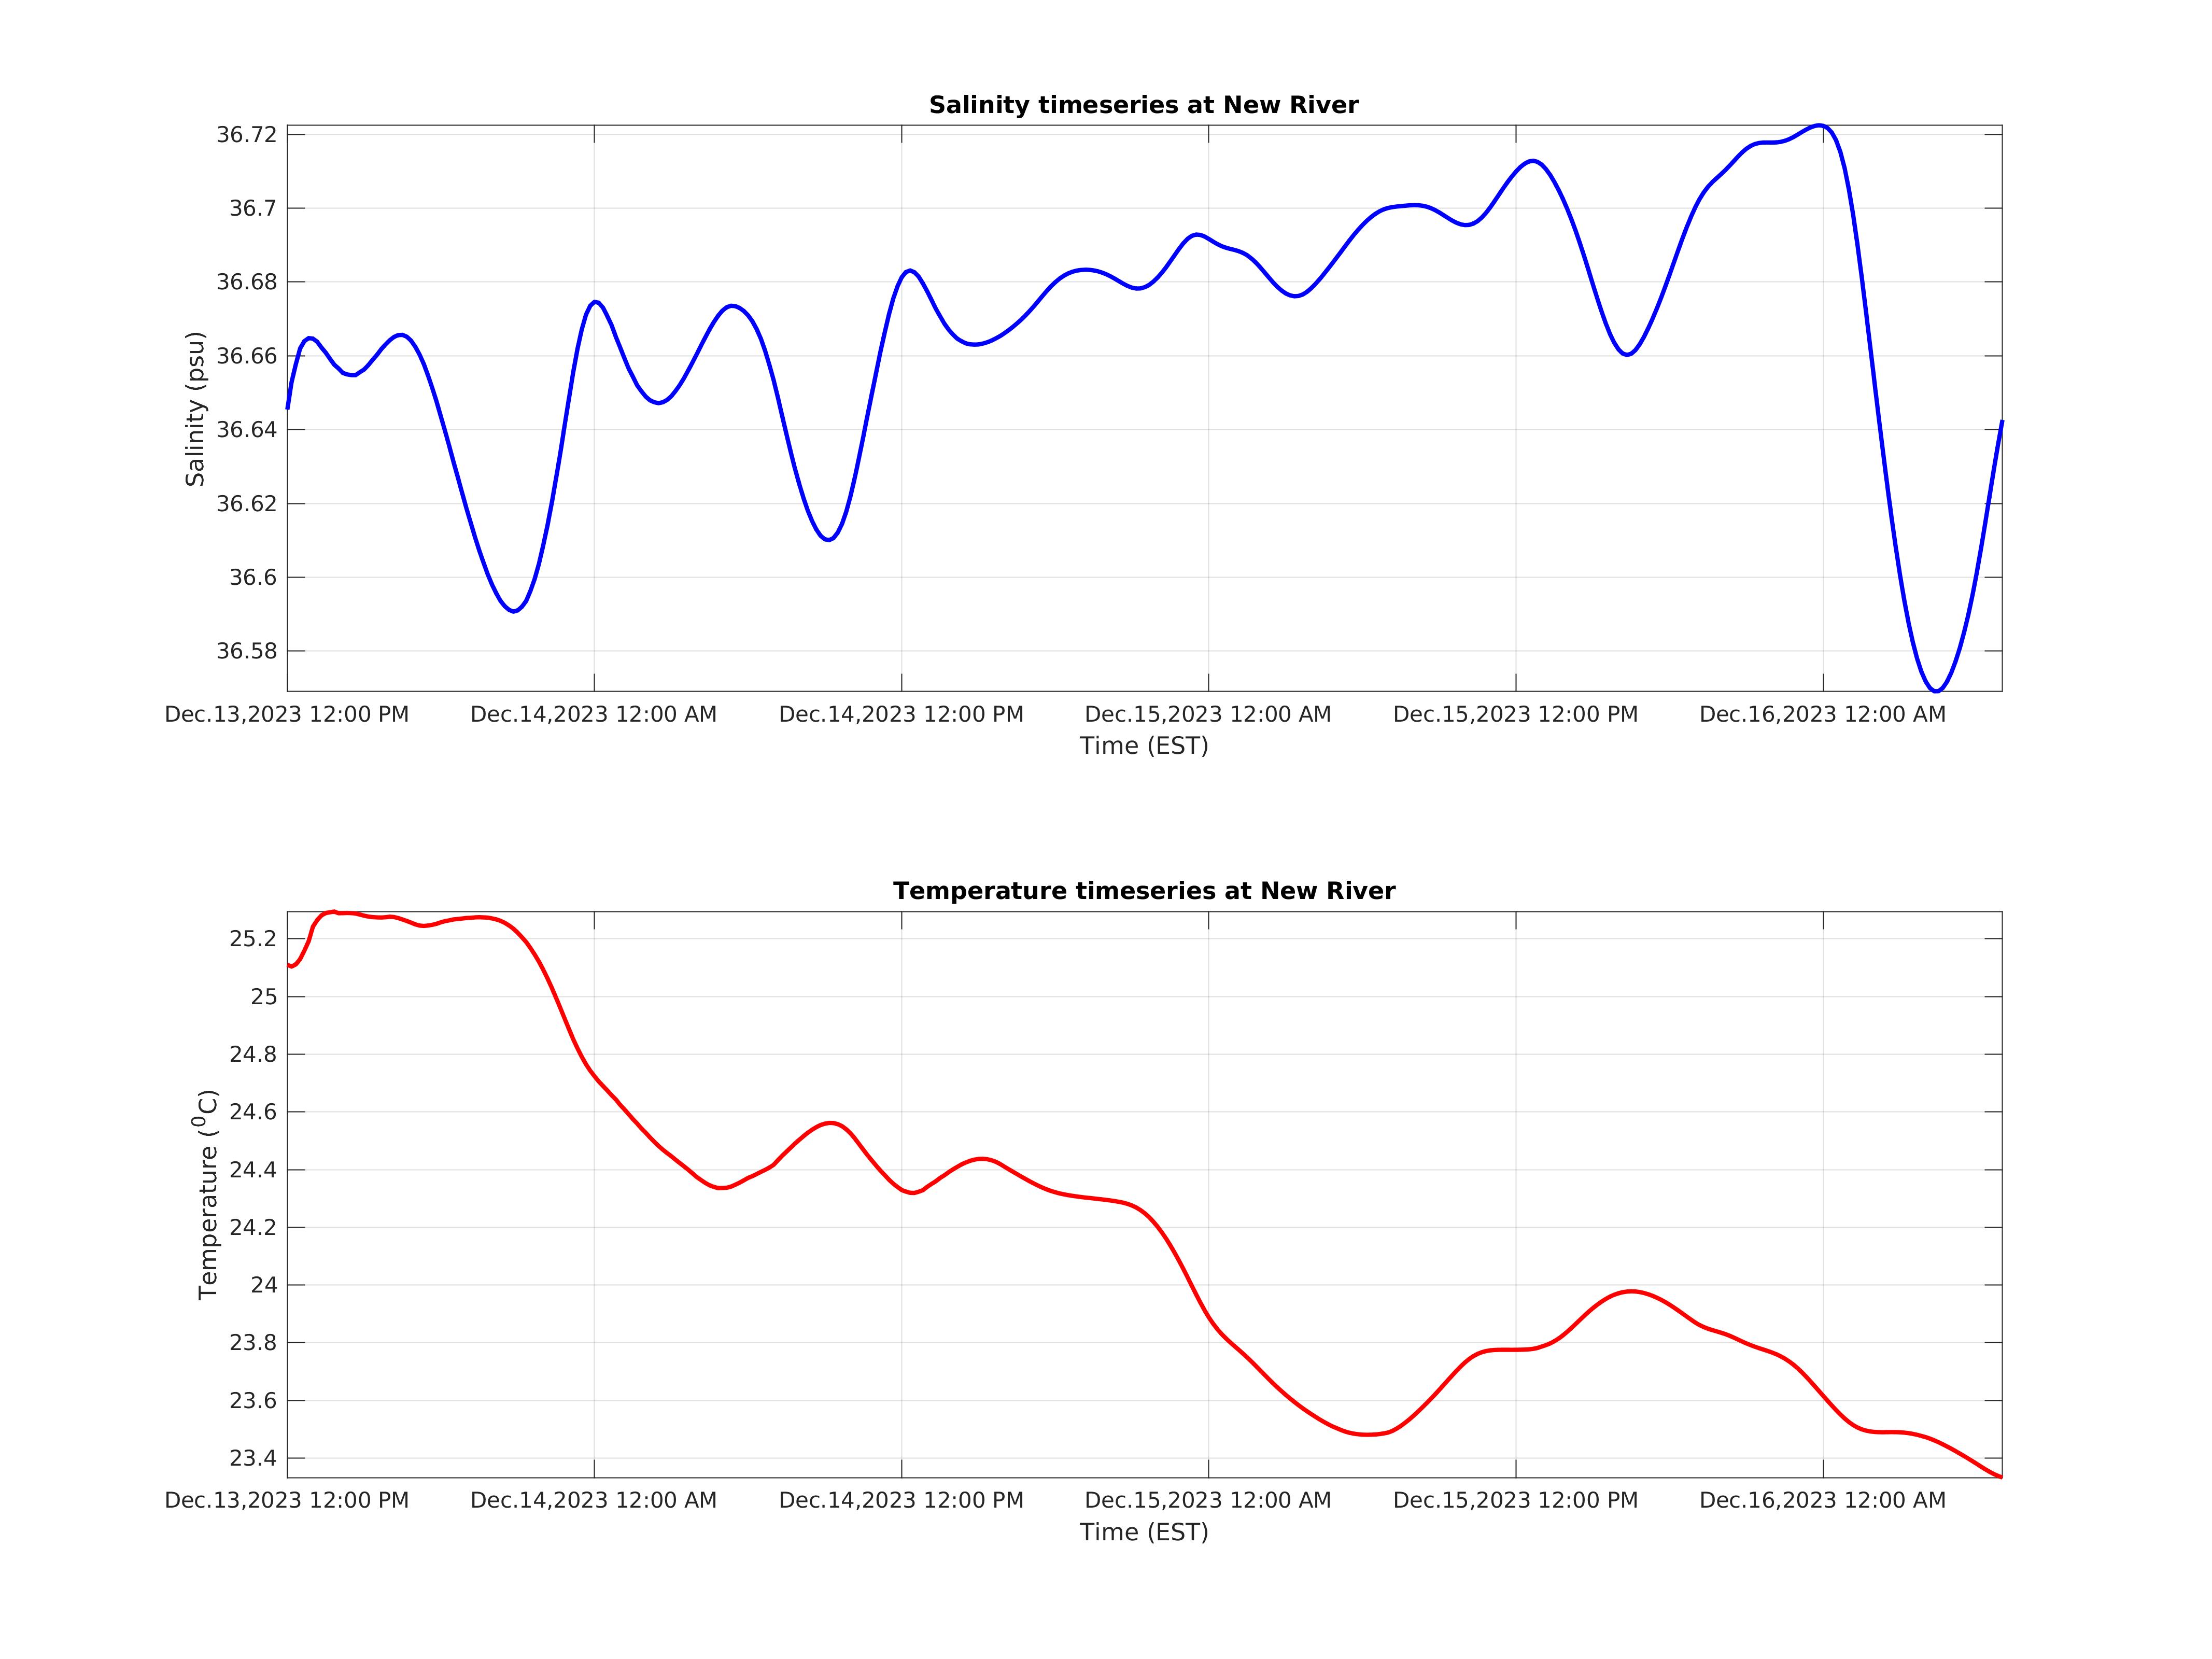 Salinity timeseries at New River
36.72
36.7
36.68
36.66
36.64
36.62
36.6
36.58
Salinity (psu)
Dec.13,2023 12:00 PM Dec.14,2023 12:00 AM Dec.14,2023 12:00 PM Dec.15,2023 12:00 AM Dec.15,2023 12:00 PM Dec.16,2023 12:00 AM
Time (EST)
Temperature timeseries at New River
25.2
25
24.8
24.6
24.4
24.2
24
23.8
23.6
23.4
Temperature (⁰C)
Dec.13,2023 12:00 PM Dec.14,2023 12:00 AM Dec.14,2023 12:00 PM Dec.15,2023 12:00 AM Dec.15,2023 12:00 PM Dec.16,2023 12:00 AM
Time (EST)